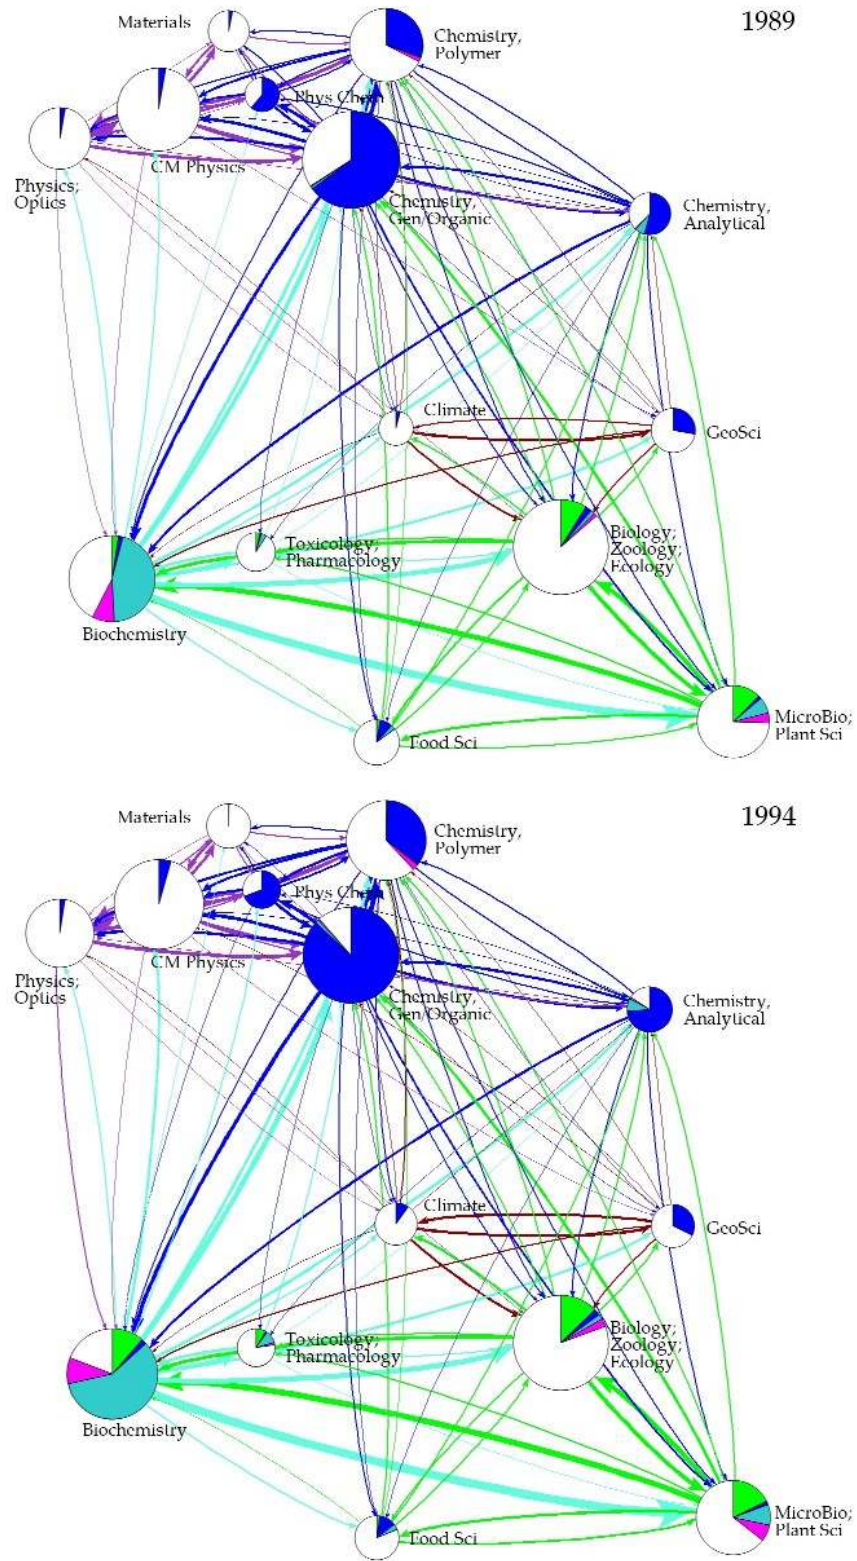 1989
Materials
Chemistry,
Polymer
Phys Chem
CM Physics
Physics;
Optics
Chemistry,
Gen/Organic
Chemistry,
Analytical
Climate
GeoSci
Toxicology;
Pharmacology
Biology;
Zoology;
Ecology
Biochemistry
MicroBio;
Plant Sci
Food Sci
1994
Materials
Chemistry,
Polymer
Phys Chem
CM Physics
Physics;
Optics
Chemistry,
Gen/Organic
Chemistry,
Analytical
Climate
GeoSci
Toxicology;
Pharmacology
Biology;
Zoology;
Ecology
Biochemistry
MicroBio;
Plant Sci
Food Sci